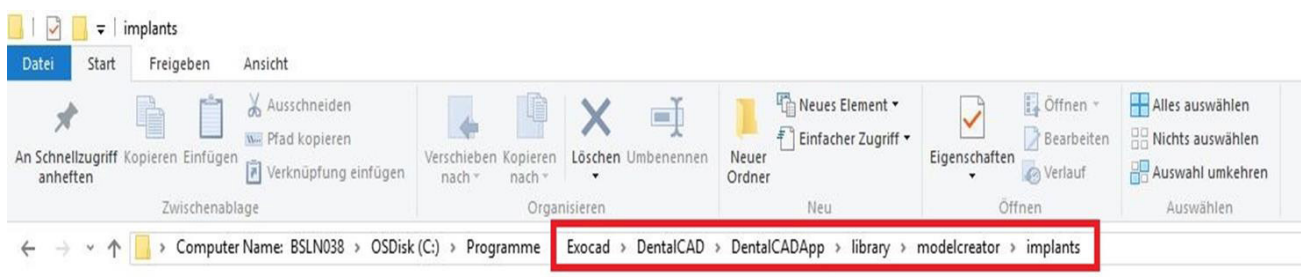 implants
Datei Start Freigeben Ansicht
An Schnellzugriff anheften
Kopieren
Einfügen
Ausschneiden
Pfad kopieren
Verknüpfung einfügen
Zwischenablage
Verschieben nach
Kopieren nach
Löschen
Umbenennen
Organisieren
Neuer Ordner
Neues Element
Einfacher Zugriff
Neu
Eigenschaften
Öffnen
Bearbeiten
Verlauf
Öffnen
Alles auswählen
Nichts auswählen
Auswahl umkehren
Auswählen
Computer Name: BSLN038 > OSDisk (C:) > Programme Exocad > DentalCAD > DentalCADApp > library > modelcreator > implants